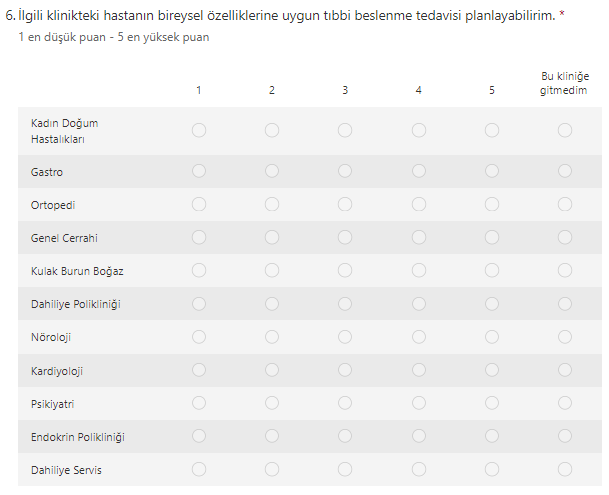 6. İlgili klinikteki hastanın bireysel özelliklerine uygun tıbbi beslenme tedavisi planlayabilirim. *
1 en düşük puan - 5 en yüksek puan
1 2 3 4 5 Bu kliniğe
gitmedim
Kadın Doğum
Hastalıkları
Gastro
Ortopedi
Genel Cerrahi
Kulak Burun Boğaz
Dahiliye Polikliniği
Nöroloji
Kardiyoloji
Psikiyatri
Endokrin Polikliniği
Dahiliye Servis